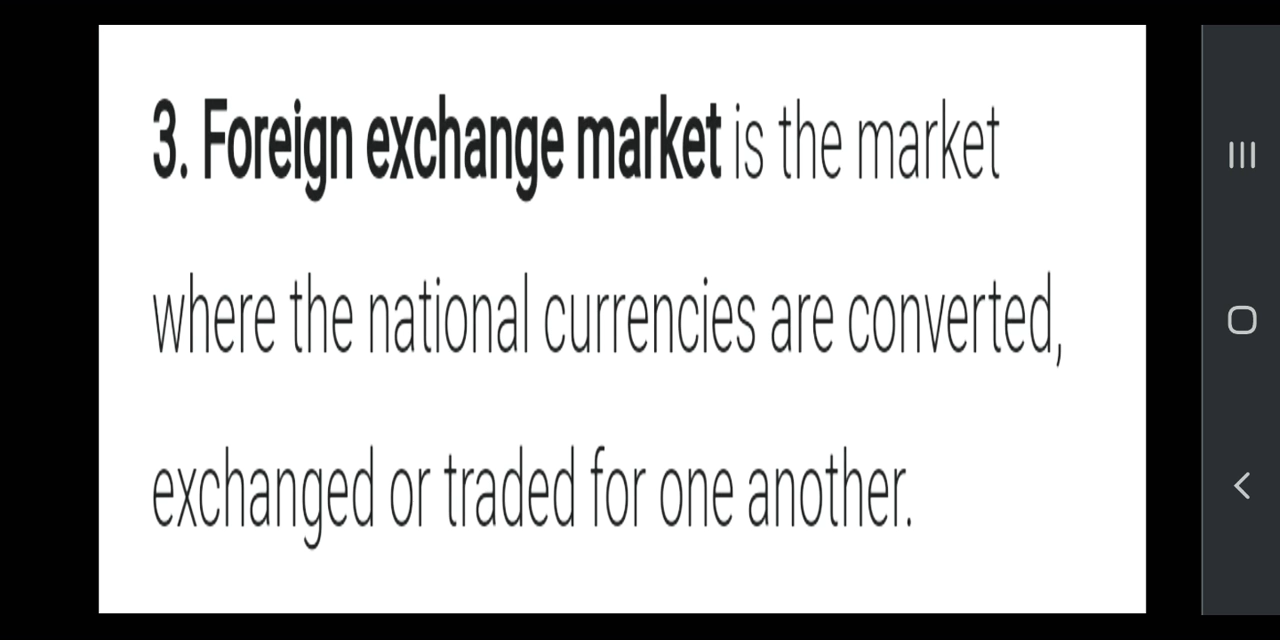 3. Foreign exchange market is the market
where the national currencies are converted,
exchanged or traded for one another.